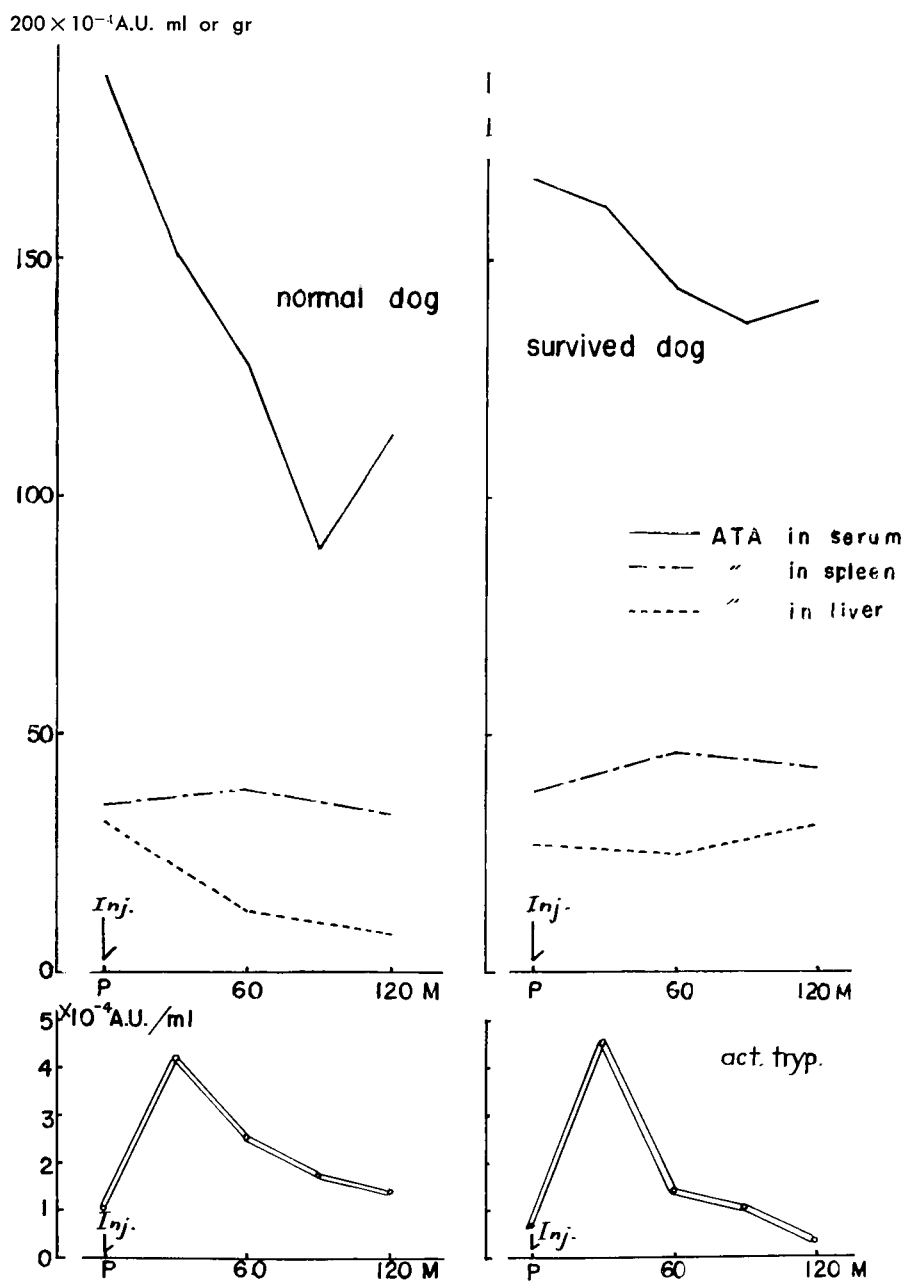 200 × 10⁻⁴A.U. ml or gr
150
normal dog
survived dog
100
ATA in serum
〃 in spleen
〃 in liver
50
Inj. Inj.
0
P 60 120 M P 60 120 M
5 ×10⁻⁴A.U./ml
4 act. tryp.
3
2
1
Inj. Inj.
0
P 60 120 M P 60 120 M